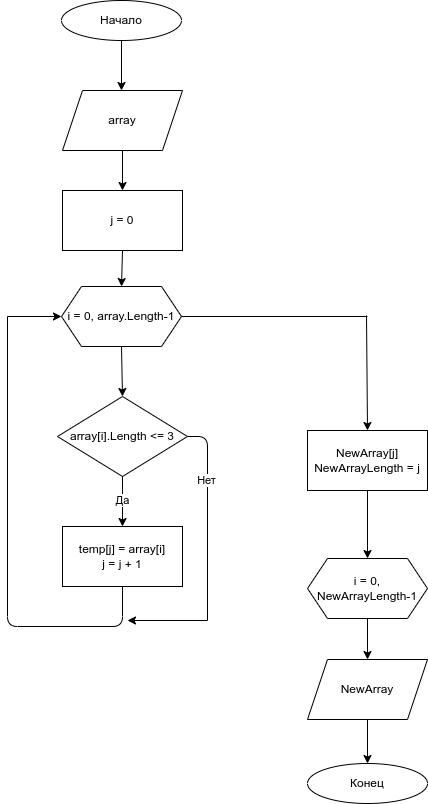 Начало
array
j = 0
i = 0, array.Length-1
array[i].Length <= 3
Нет
Да
temp[j] = array[i]
j = j + 1
NewArray[j]
NewArrayLength = j
i = 0,
NewArrayLength-1
NewArray
Конец